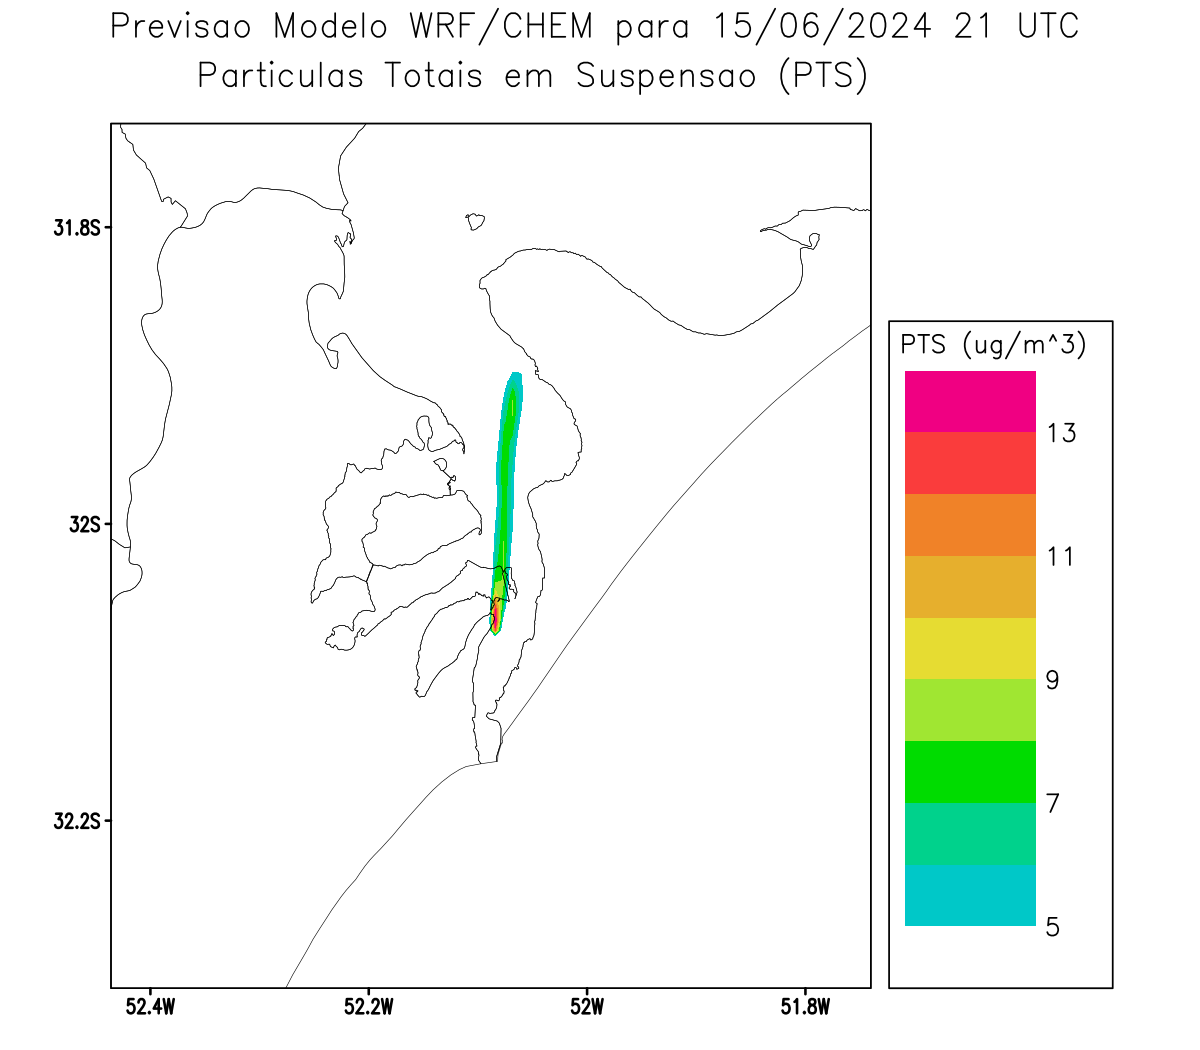 Previsao Modelo WRF/CHEM para 15/06/2024 21 UTC
Particulas Totais em Suspensao (PTS)
31.8S
32S
32.2S
52.4W
52.2W
52W
51.8W
PTS (ug/m^3)
13
11
9
7
5